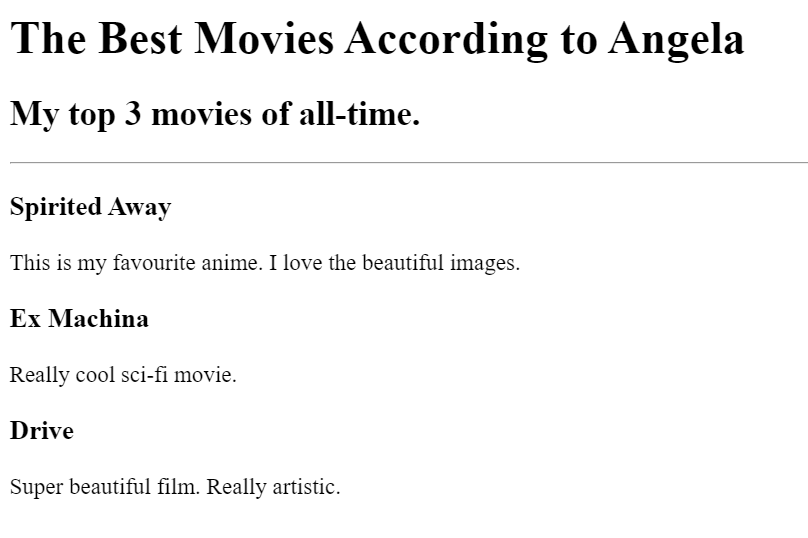 The Best Movies According to Angela
My top 3 movies of all-time.
Spirited Away
This is my favourite anime. I love the beautiful images.
Ex Machina
Really cool sci-fi movie.
Drive
Super beautiful film. Really artistic.